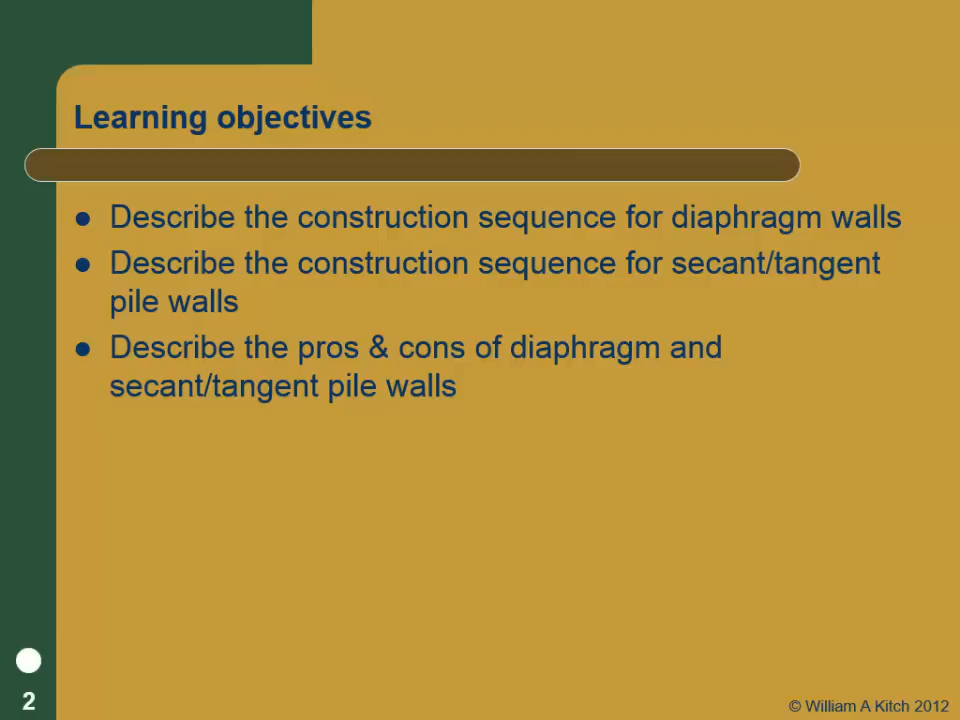 Learning objectives
● Describe the construction sequence for diaphragm walls
● Describe the construction sequence for secant/tangent
pile walls
● Describe the pros & cons of diaphragm and
secant/tangent pile walls
2
© William A Kitch 2012